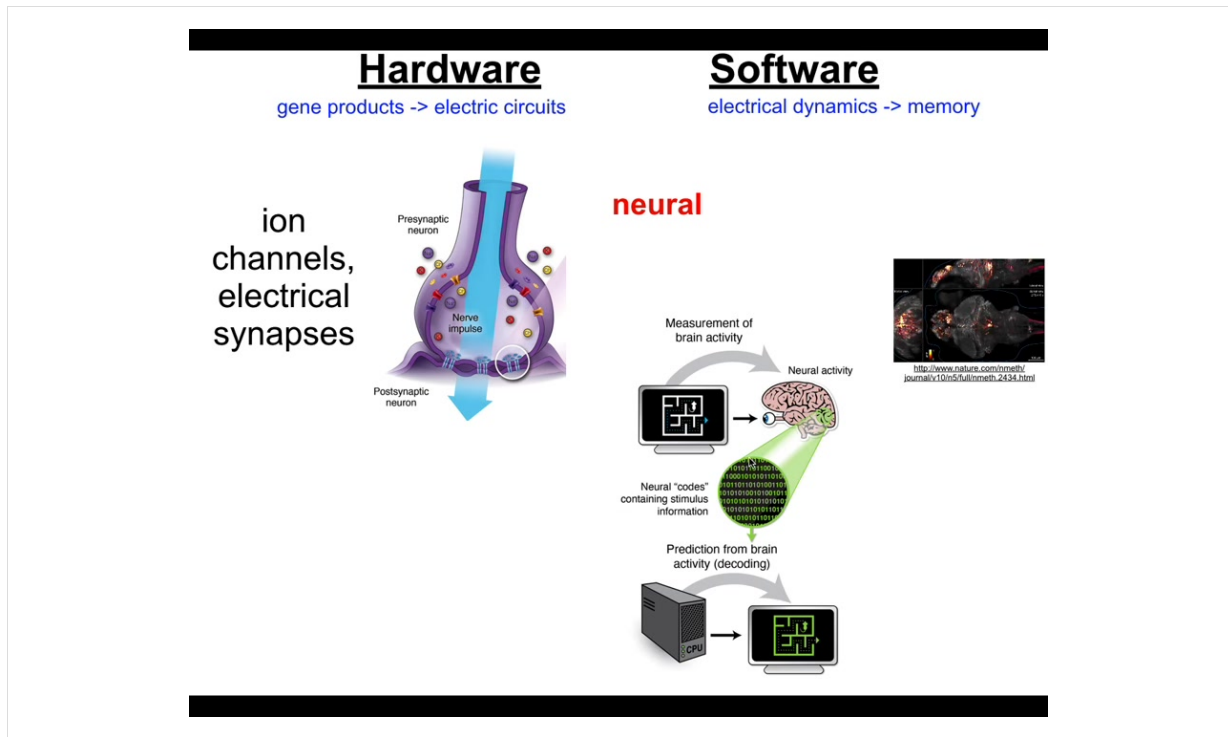 Hardware
gene products -> electric circuits
Software
electrical dynamics -> memory
ion
channels,
electrical
synapses
Presynaptic
neuron
Nerve
impulse
Postsynaptic
neuron
neural
Measurement of
brain activity
Neural activity
http://www.nature.com/nmeth/
journal/v10/n5/full/nmeth.2434.html
Neural "codes"
containing stimulus
information
Prediction from brain
activity (decoding)
CPU